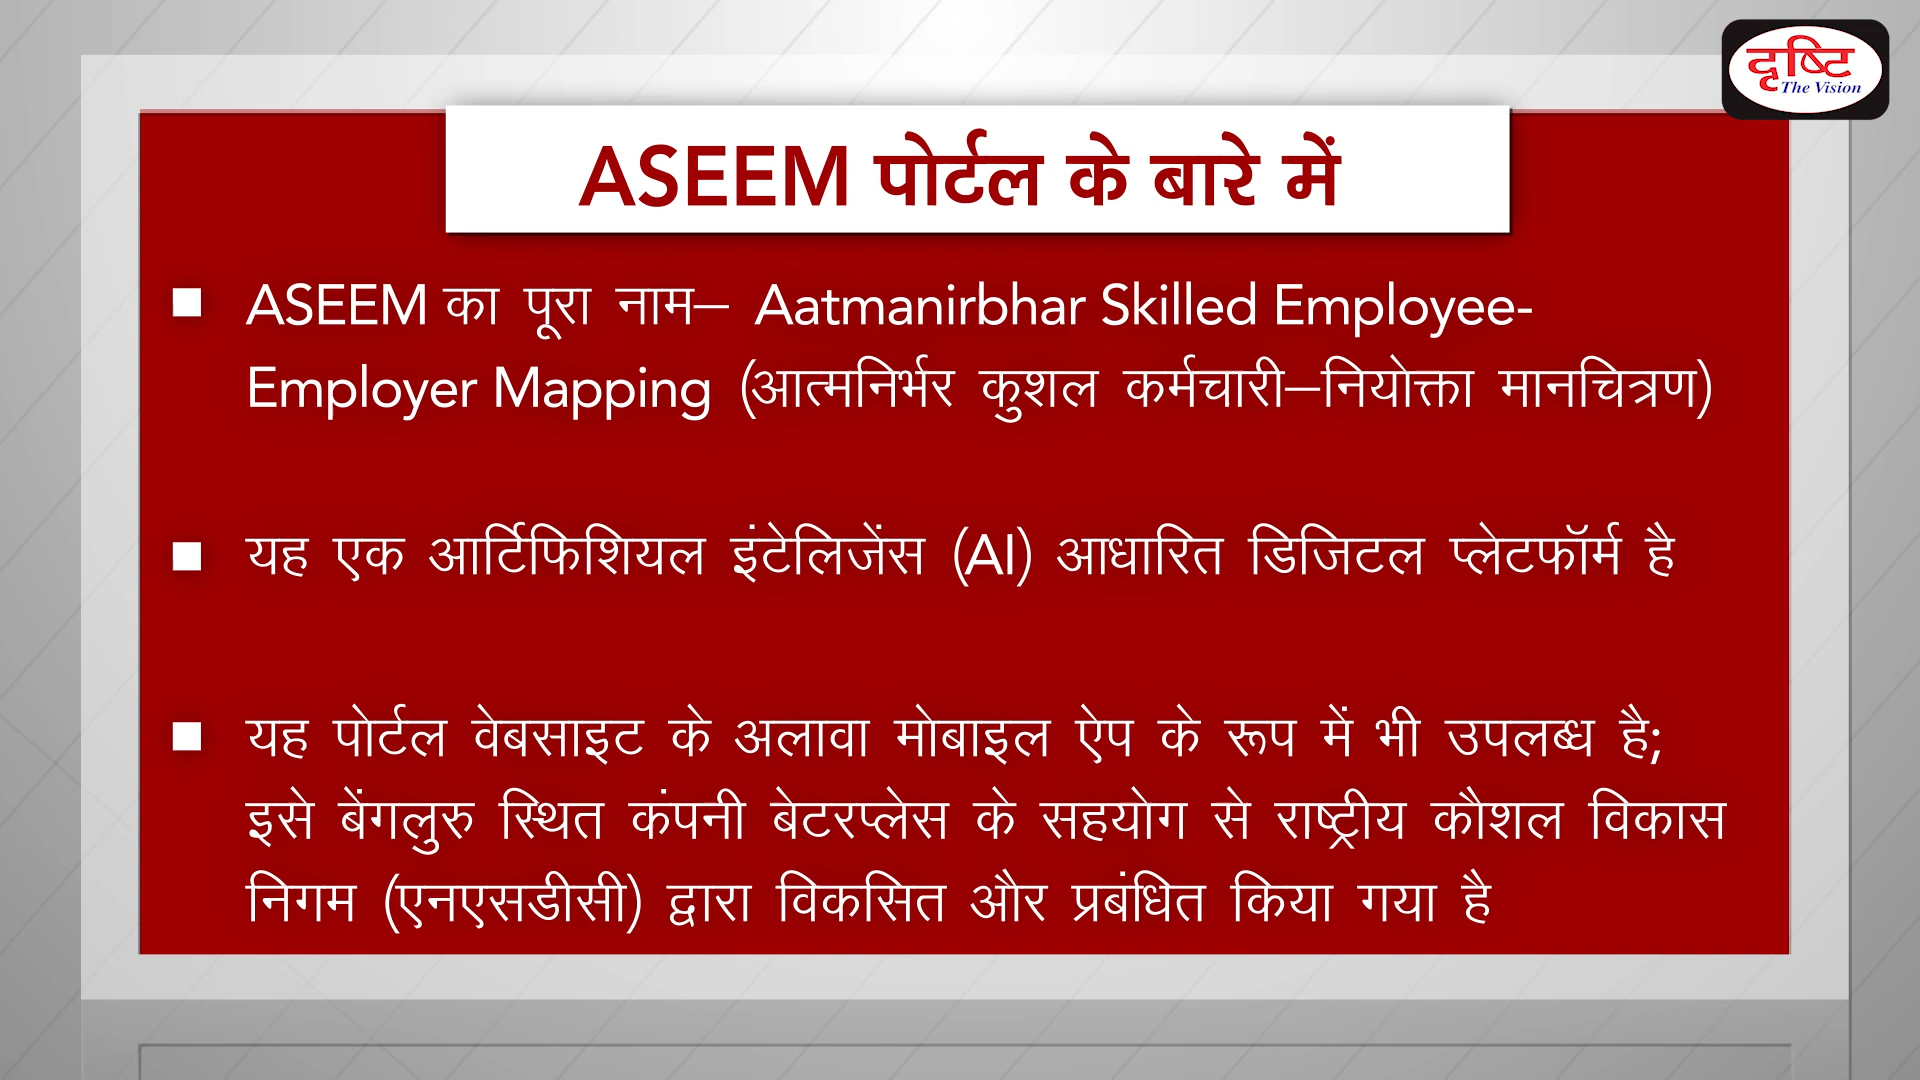 दृष्टि
The Vision
ASEEM पोर्टल के बारे में
■ ASEEM का पूरा नाम– Aatmanirbhar Skilled Employee-
Employer Mapping (आत्मनिर्भर कुशल कर्मचारी–नियोक्ता मानचित्रण)
■ यह एक आर्टिफिशियल इंटेलिजेंस (AI) आधारित डिजिटल प्लेटफॉर्म है
■ यह पोर्टल वेबसाइट के अलावा मोबाइल ऐप के रूप में भी उपलब्ध है;
इसे बेंगलुरु स्थित कंपनी बेटरप्लेस के सहयोग से राष्ट्रीय कौशल विकास
निगम (एनएसडीसी) द्वारा विकसित और प्रबंधित किया गया है